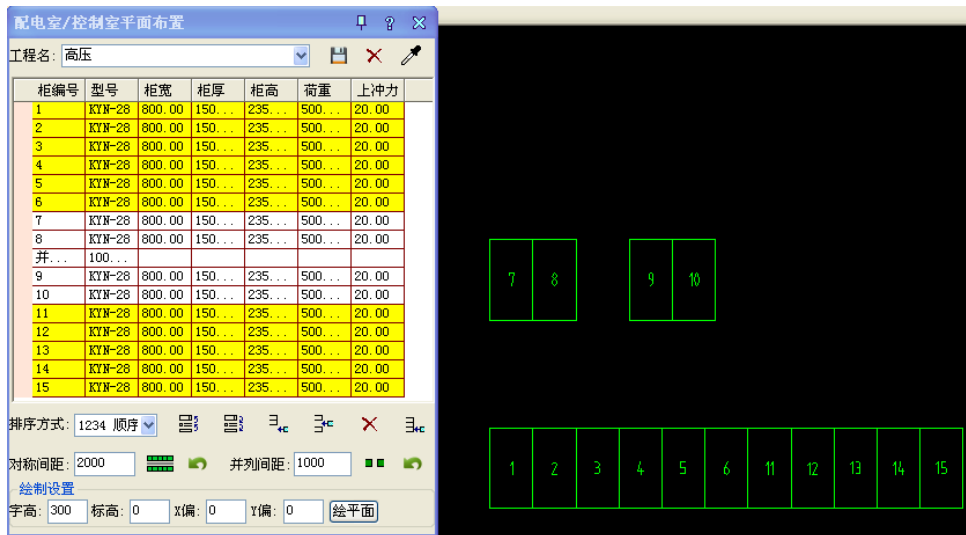 配电室/控制室平面布置
工程名: 高压
柜编号 型号 柜宽 柜厚 柜高 荷重 上冲力
1 KYN-28 800.00 150... 235... 500... 20.00
2 KYN-28 800.00 150... 235... 500... 20.00
3 KYN-28 800.00 150... 235... 500... 20.00
4 KYN-28 800.00 150... 235... 500... 20.00
5 KYN-28 800.00 150... 235... 500... 20.00
6 KYN-28 800.00 150... 235... 500... 20.00
7 KYN-28 800.00 150... 235... 500... 20.00
8 KYN-28 800.00 150... 235... 500... 20.00
并... 100...
9 KYN-28 800.00 150... 235... 500... 20.00
10 KYN-28 800.00 150... 235... 500... 20.00
11 KYN-28 800.00 150... 235... 500... 20.00
12 KYN-28 800.00 150... 235... 500... 20.00
13 KYN-28 800.00 150... 235... 500... 20.00
14 KYN-28 800.00 150... 235... 500... 20.00
15 KYN-28 800.00 150... 235... 500... 20.00
排序方式: 1234 顺序
对称间距: 2000 并列间距: 1000
绘制设置
字高: 300 标高: 0 X偏: 0 Y偏: 0 绘平面
7 8 9 10
1 2 3 4 5 6 11 12 13 14 15